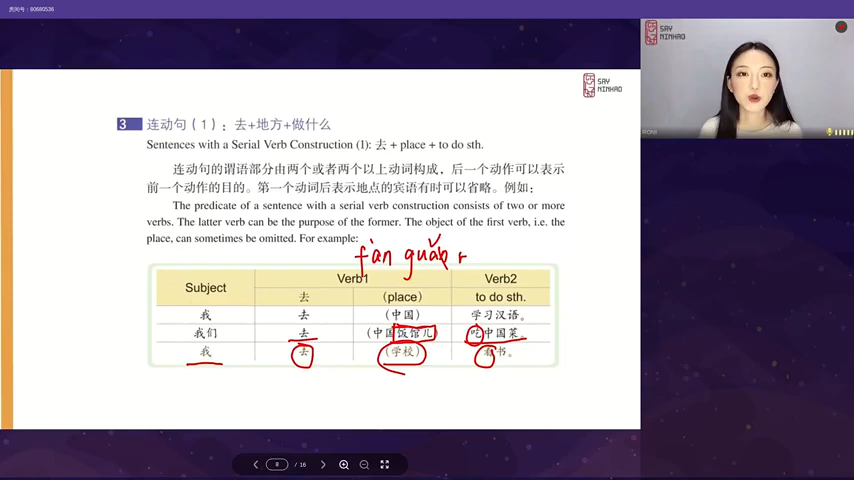 房间号: 80680536
SAY
NINHAO
SAY
NINHAO
3 连动句（1）：去+地方+做什么
Sentences with a Serial Verb Construction (1): 去 + place + to do sth.
连动句的谓语部分由两个或者两个以上动词构成，后一个动作可以表示
前一个动作的目的。第一个动词后表示地点的宾语有时可以省略。例如：
The predicate of a sentence with a serial verb construction consists of two or more
verbs. The latter verb can be the purpose of the former. The object of the first verb, i.e. the
place, can sometimes be omitted. For example:
fàn guǎn r
Subject Verb1 Verb2
去 (place) to do sth.
我 去 (中国) 学习汉语。
我们 去 (中国饭馆儿) 吃中国菜。
我 去 (学校) 看书。
8 / 16